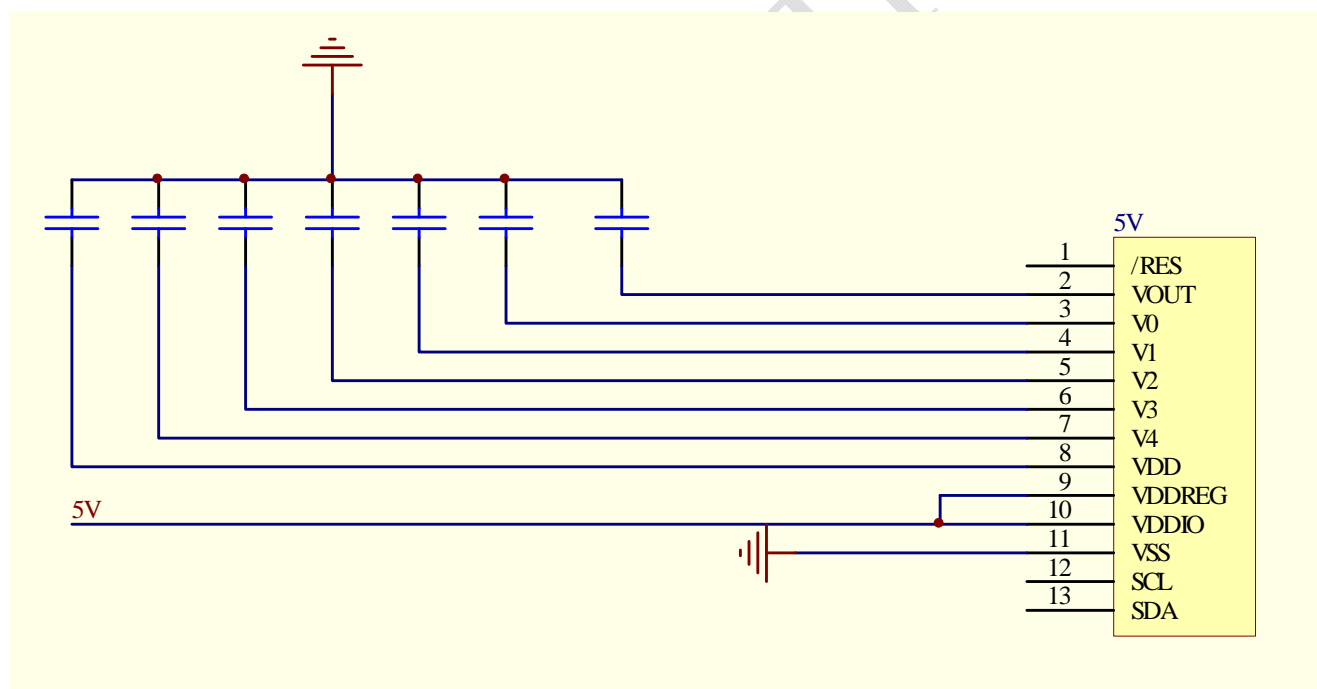 5V
1 /RES
2 VOUT
3 V0
4 V1
5 V2
6 V3
7 V4
8 VDD
9 VDDREG
5V 10 VDDIO
11 VSS
12 SCL
13 SDA